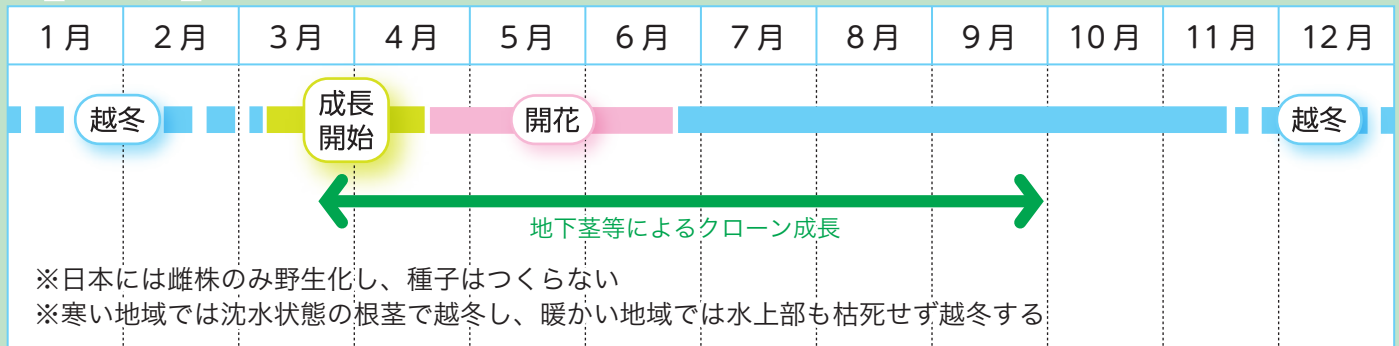 1月 2月 3月 4月 5月 6月 7月 8月 9月 10月 11月 12月
越冬
成長
開始
開花
越冬
地下茎等によるクローン成長
※日本には雌株のみ野生化し、種子はつくらない
※寒い地域では沈水状態の根茎で越冬し、暖かい地域では水上部も枯死せず越冬する